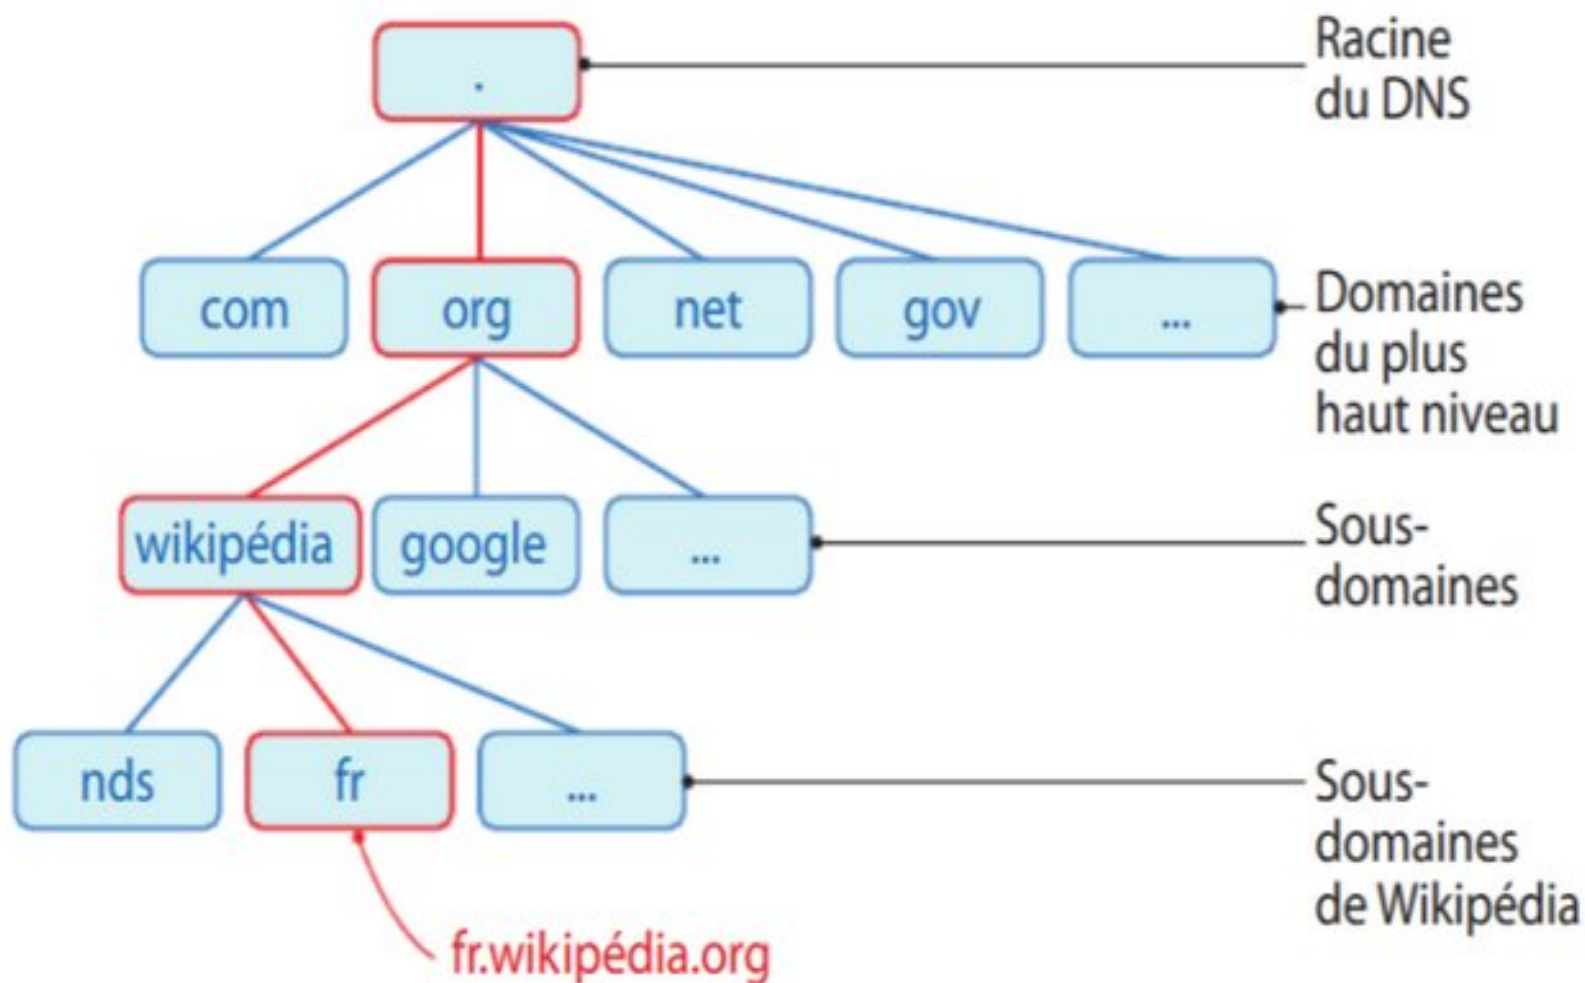 .
Racine
du DNS
com
org
net
gov
...
Domaines
du plus
haut niveau
wikipédia
google
...
Sous-
domaines
nds
fr
...
Sous-
domaines
de Wikipédia
fr.wikipédia.org